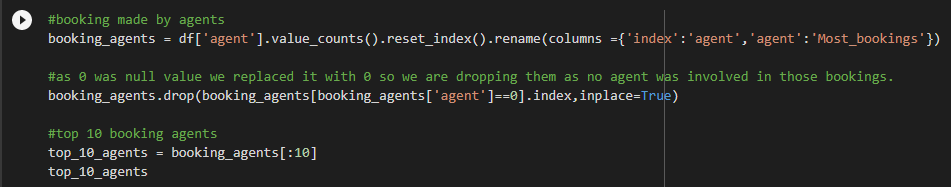 #booking made by agents
booking_agents = df['agent'].value_counts().reset_index().rename(columns ={'index':'agent','agent':'Most_bookings'})
#as 0 was null value we replaced it with 0 so we are dropping them as no agent was involved in those bookings.
booking_agents.drop(booking_agents[booking_agents['agent']==0].index,inplace=True)
#top 10 booking agents
top_10_agents = booking_agents[:10]
top_10_agents